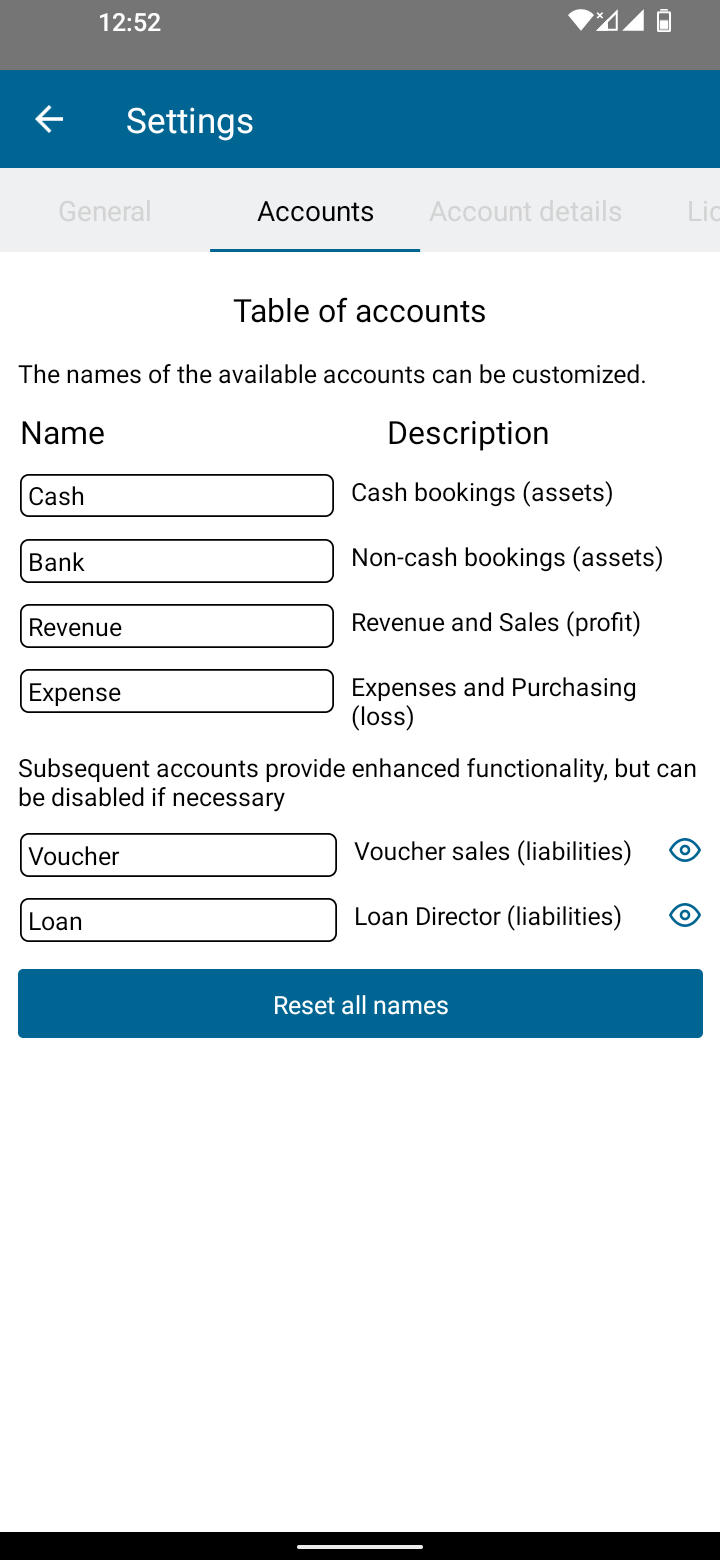 12:52
Settings
General Accounts Account details Lic
Table of accounts
The names of the available accounts can be customized.
Name Description
Cash Cash bookings (assets)
Bank Non-cash bookings (assets)
Revenue Revenue and Sales (profit)
Expense Expenses and Purchasing
(loss)
Subsequent accounts provide enhanced functionality, but can
be disabled if necessary
Voucher Voucher sales (liabilities)
Loan Loan Director (liabilities)
Reset all names